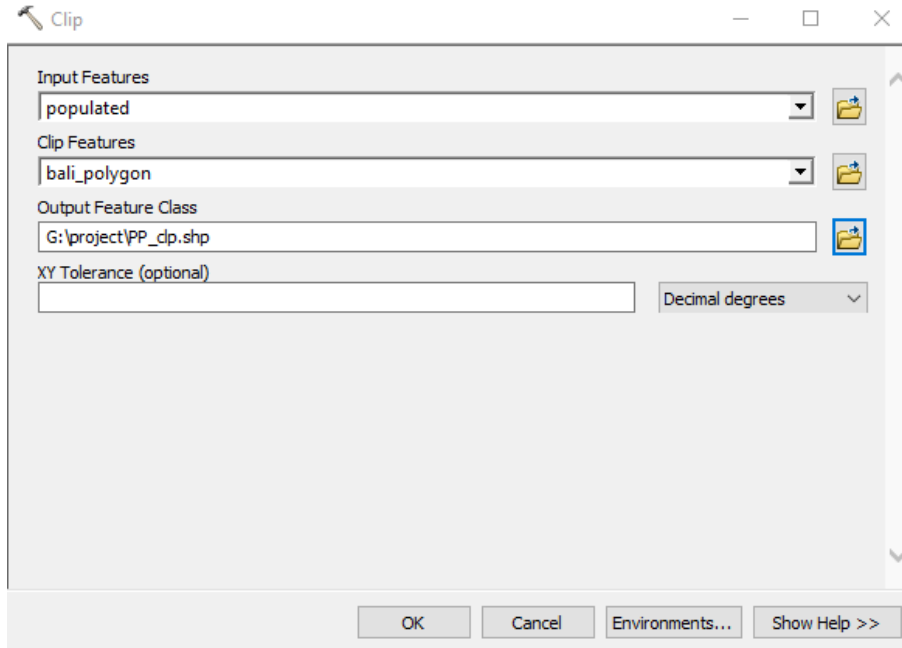 Clip
Input Features
populated
Clip Features
bali_polygon
Output Feature Class
G:\project\PP_clp.shp
XY Tolerance (optional)
Decimal degrees
OK Cancel Environments... Show Help >>